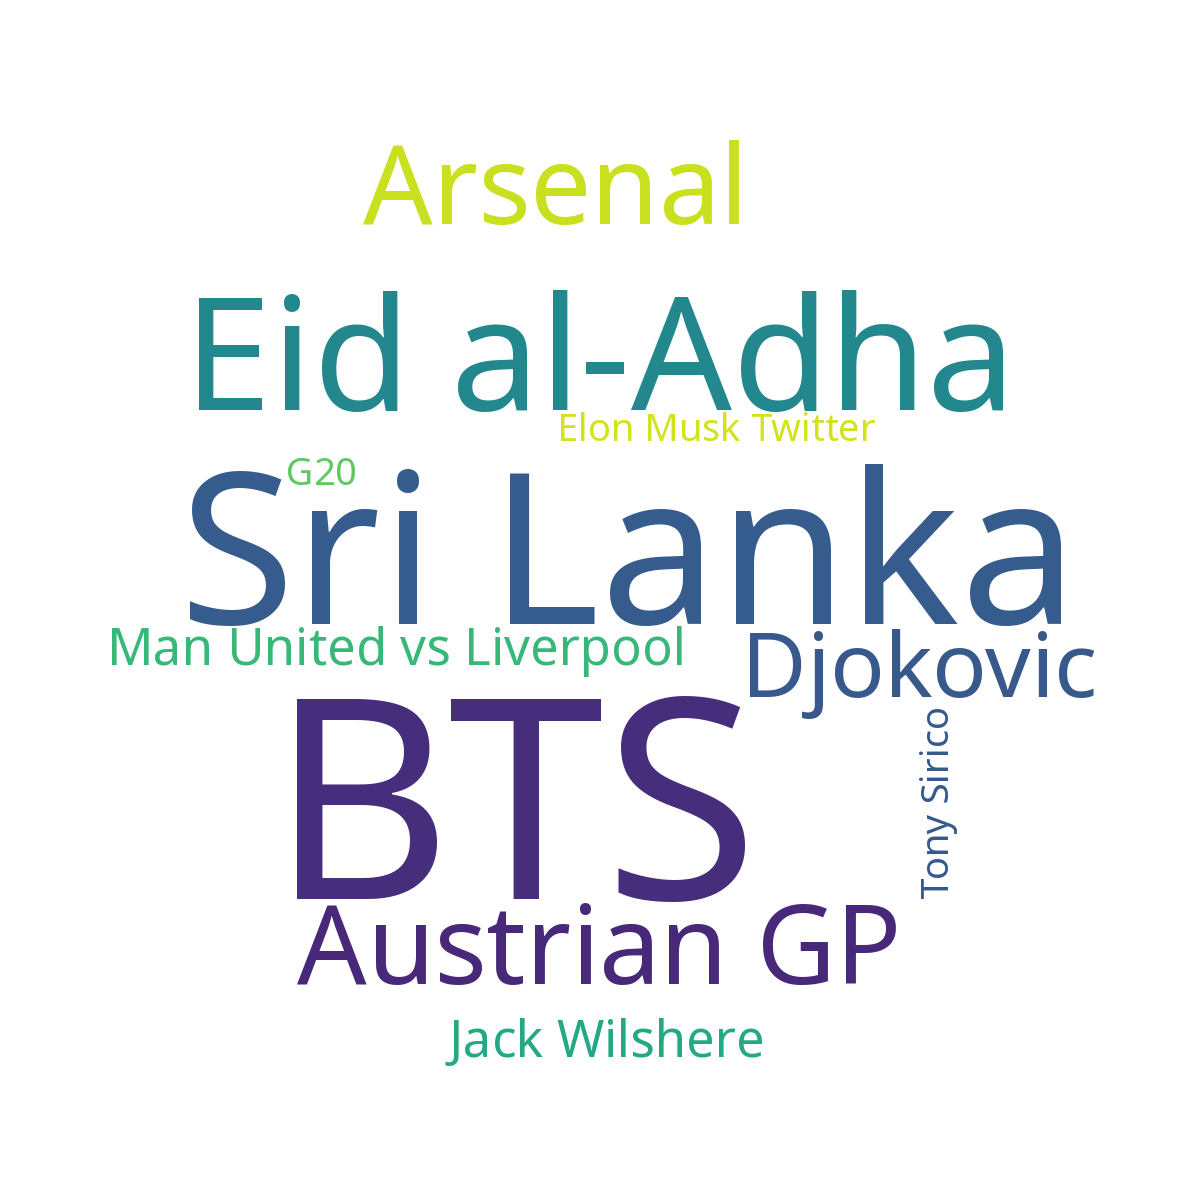 Arsenal
Eid al-Adha
Elon Musk Twitter
G20
Sri Lanka
Man United vs Liverpool
Djokovic
BTS
Tony Sirico
Austrian GP
Jack Wilshere